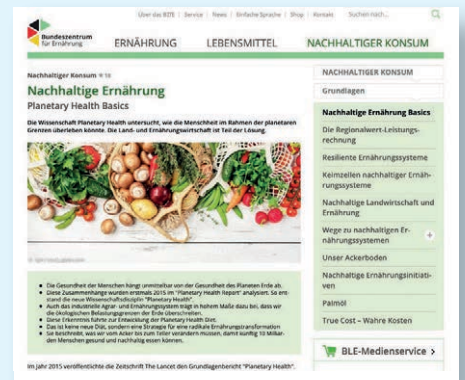 Über das BZfE | Service | News | Einfache Sprache | Shop | Kontakt Suchen nach...
Bundeszentrum
für Ernährung
ERNÄHRUNG LEBENSMITTEL NACHHALTIGER KONSUM
Nachhaltiger Konsum
Nachhaltige Ernährung
Planetary Health Basics
Die Wissenschaft Planetary Health untersucht, wie die Menschheit im Rahmen der planetaren
Grenzen überleben könnte. Die Land- und Ernährungswirtschaft ist Teil der Lösung.
Die Gesundheit der Menschen hängt unmittelbar von der Gesundheit des Planeten Erde ab.
Diese Zusammenhänge wurden erstmals 2015 im "Planetary Health Report" analysiert. So ent-
stand die neue Wissenschaftsdisziplin "Planetary Health".
Auch das industrielle Agrar- und Ernährungssystem trägt in hohem Maße dazu bei, dass wir
die ökologischen Belastungsgrenzen der Erde überschreiten.
Diese Erkenntnis führte zur Entwicklung der Planetary Health Diet.
Das ist keine neue Diät, sondern eine Strategie für eine radikale Ernährungstransformation
Sie beschreibt, was wir vom Acker bis zum Teller verändern müssen, damit künftig 10 Milliar-
den Menschen gesund und nachhaltig essen können.
Im Jahr 2015 veröffentlichte die Zeitschrift The Lancet den Grundlagenbericht "Planetary Health".
NACHHALTIGER KONSUM
Grundlagen
Nachhaltige Ernährung Basics
Die Regionalwert-Leistungs-
rechnung
Resiliente Ernährungssysteme
Keimzellen nachhaltiger Ernäh-
rungssysteme
Nachhaltige Landwirtschaft und
Ernährung
Wege zu nachhaltigen Er-
nährungssystemen
Unser Ackerboden
Nachhaltige Ernährungsinitiati-
ven
Palmöl
True Cost – Wahre Kosten
BLE-Medienservice